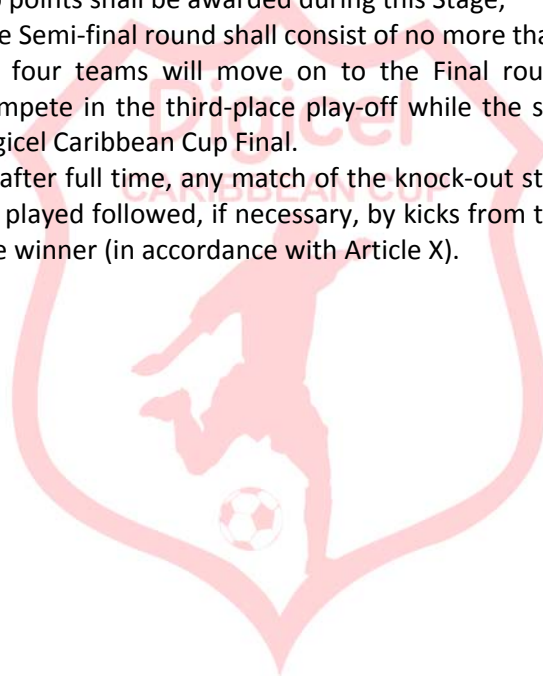 points shall be awarded during this Stage;
e Semi-final round shall consist of no more tha
four teams will move on to the Final rou
mpete in the third-place play-off while the s
gicel Caribbean Cup Final.
after full time, any match of the knock-out st
played followed, if necessary, by kicks from t
e winner (in accordance with Article X).
Digicel
CARIBBEAN CUP